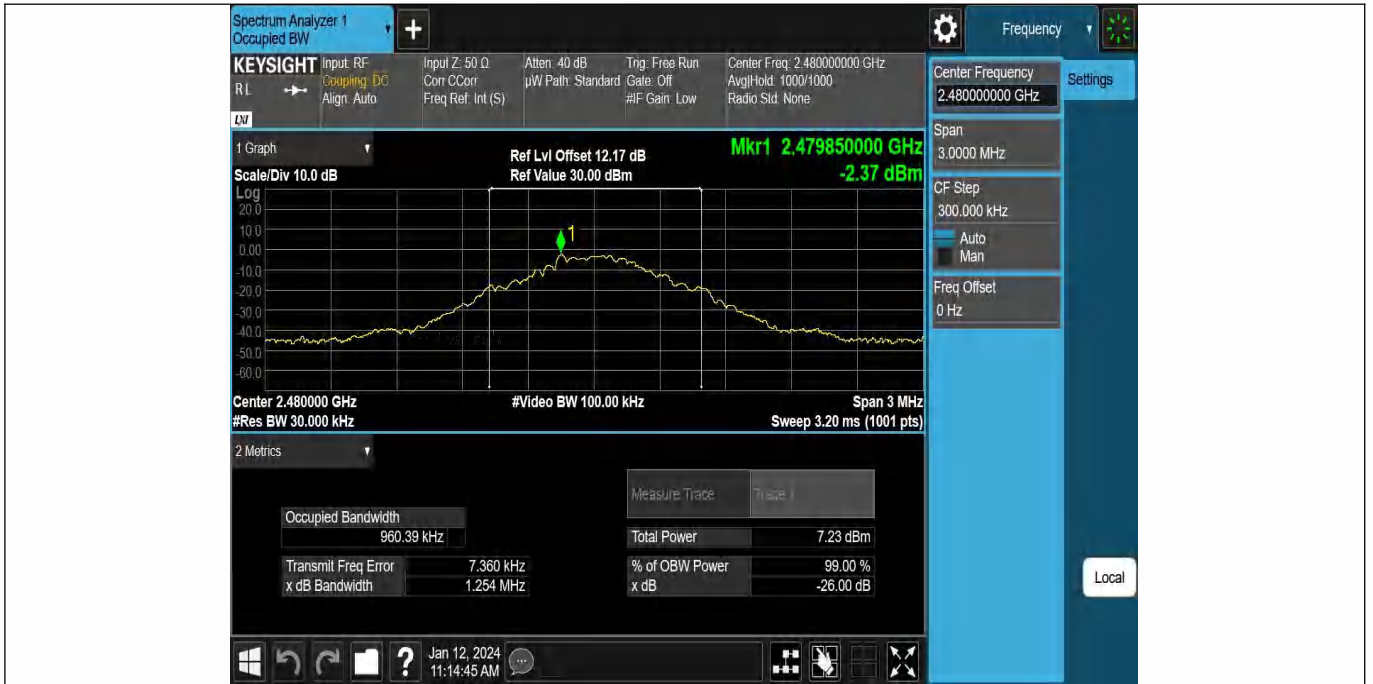 Spectrum Analyzer 1
Occupied BW
+
Frequency
KEYSIGHT
R L
LXI
Input: RF
Coupling: DC
Align: Auto
Input Z: 50 Ω
Corr CCorr
Freq Ref: Int (S)
Atten: 40 dB
µW Path: Standard
Trig: Free Run
Gate: Off
#IF Gain: Low
Center Freq: 2.480000000 GHz
Avg|Hold: 1000/1000
Radio Std: None
Center Frequency
2.480000000 GHz
Settings
Span
3.0000 MHz
CF Step
300.000 kHz
Auto
Man
Freq Offset
0 Hz
1 Graph
Scale/Div 10.0 dB
Ref Lvl Offset 12.17 dB
Ref Value 30.00 dBm
Mkr1 2.479850000 GHz
-2.37 dBm
Log
20.0
10.0
0.00
-10.0
-20.0
-30.0
-40.0
-50.0
-60.0
1
Center 2.480000 GHz
#Res BW 30.000 kHz
#Video BW 100.00 kHz
Span 3 MHz
Sweep 3.20 ms (1001 pts)
2 Metrics
Measure Trace Trace 1
Occupied Bandwidth
960.39 kHz
Total Power 7.23 dBm
Transmit Freq Error 7.360 kHz
% of OBW Power 99.00 %
x dB Bandwidth 1.254 MHz
x dB -26.00 dB
Local
?
Jan 12, 2024
11:14:45 AM